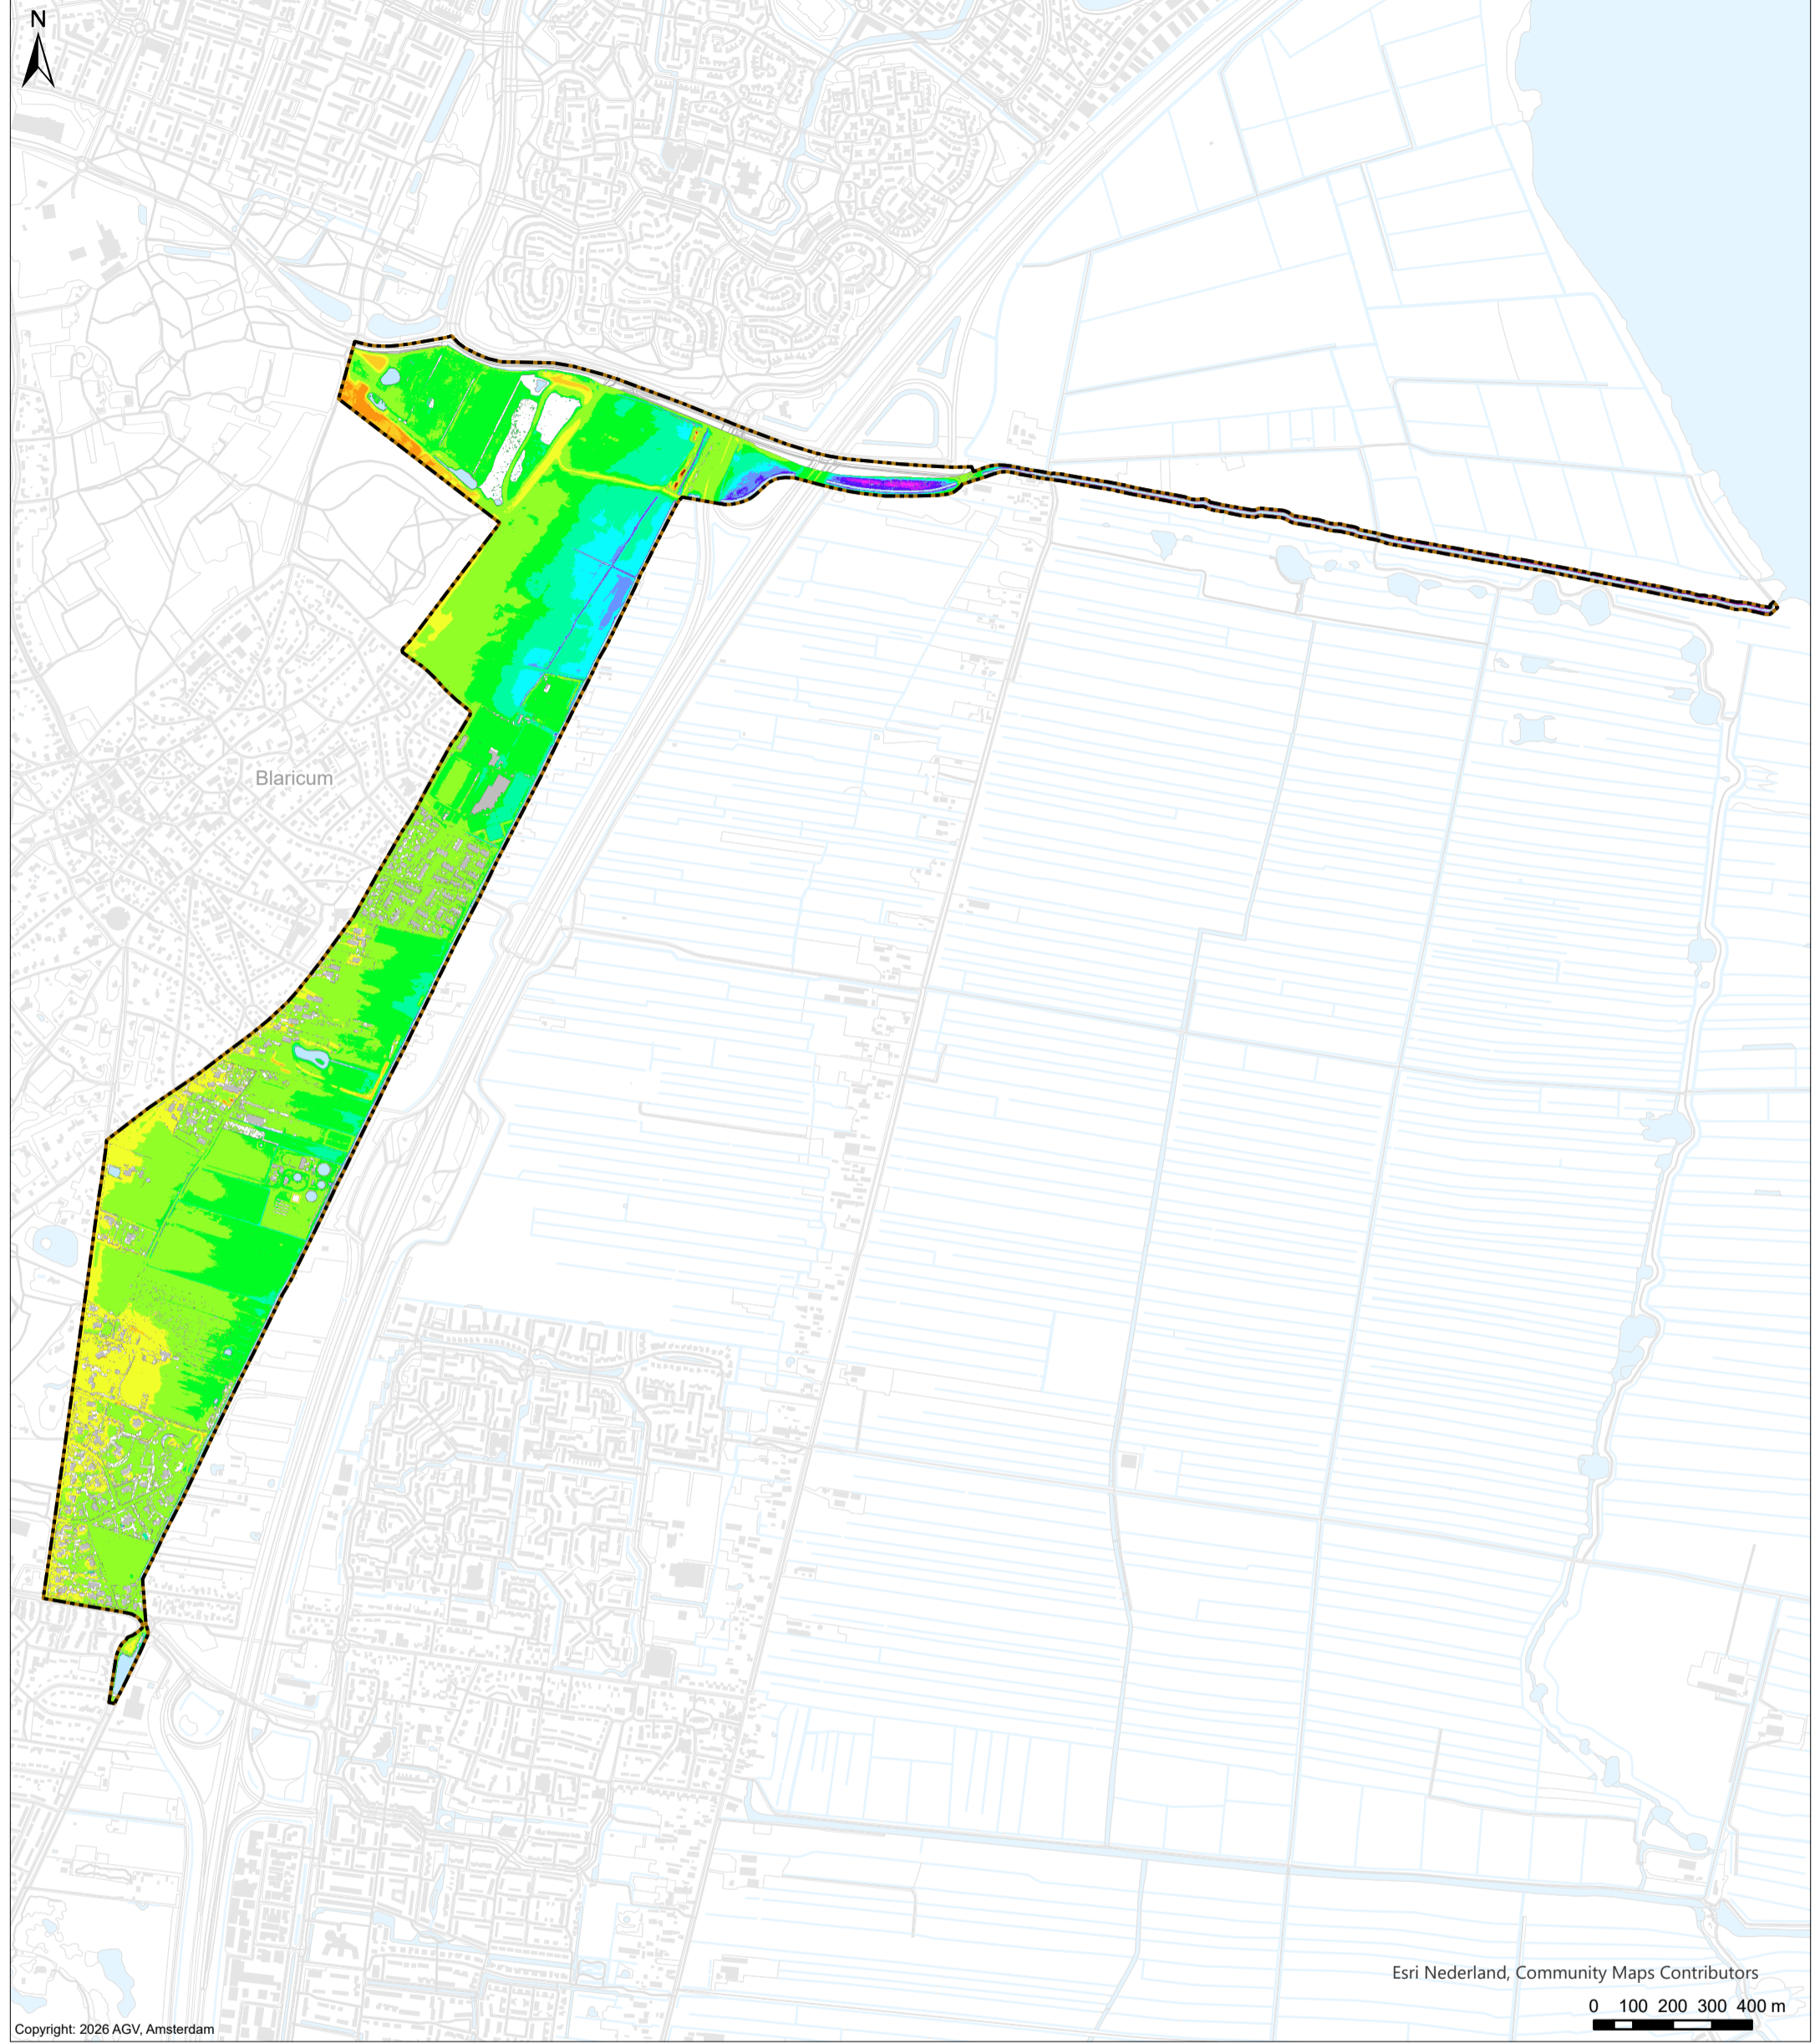 N
Blaricum
Esri Nederland, Community Maps Contributors
0 100 200 300 400 m
Copyright: 2026 AGV, Amsterdam